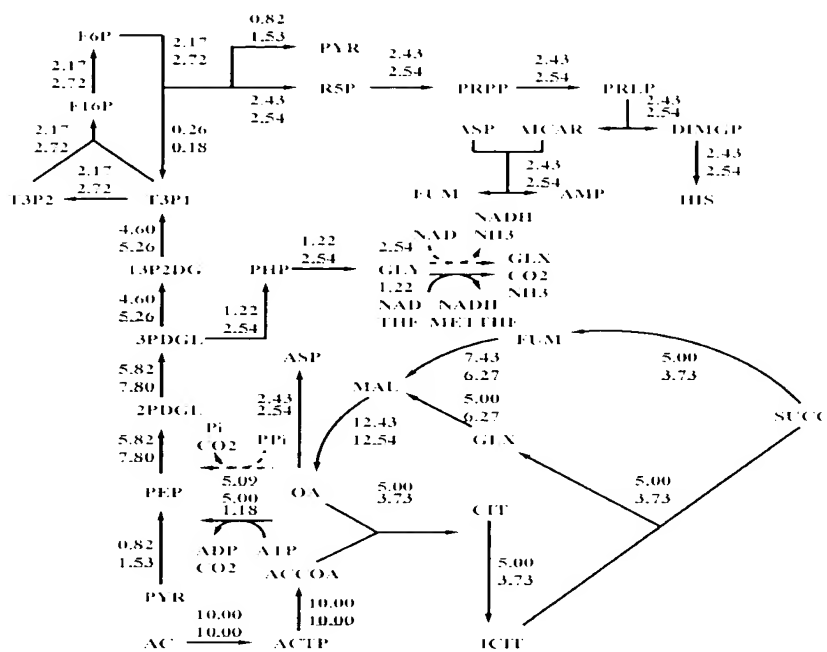 0.82
F6P 2.17 1.53 PYR 2.43 2.43
2.72 2.54 2.54
2.17
2.72 R5P PRPP PRLP
2.43 2.43
F16P 2.54 2.54
2.17 0.26 ASP AICAR DIMGP
2.72 0.18 2.43 2.43
2.17 2.54 2.54
T3P2 2.72 T3P1 FUM AMP HIS
4.60 NADH
5.26 1.22 NAD NH3
2.54 2.54 GLX
13P2DG PHP GLY CO2
1.22 NH3
4.60 1.22 NAD NADH
5.26 2.54 THF METTHF
3PDGL FUM
ASP 7.43 5.00
5.82 6.27 3.73
7.80 MAL
2.43 5.00
2PDGL 2.54 12.43 6.27 SUCC
Pi 12.54 GLX
5.82 CO2 PPi
7.80 5.00
5.09 5.00 3.73
PEP 5.00 OA 3.73
1.18 CIT
0.82 ADP ATP 5.00
1.53 CO2 ACCOA 3.73
PYR
10.00 10.00
10.00 10.00
AC ACTP ICIT